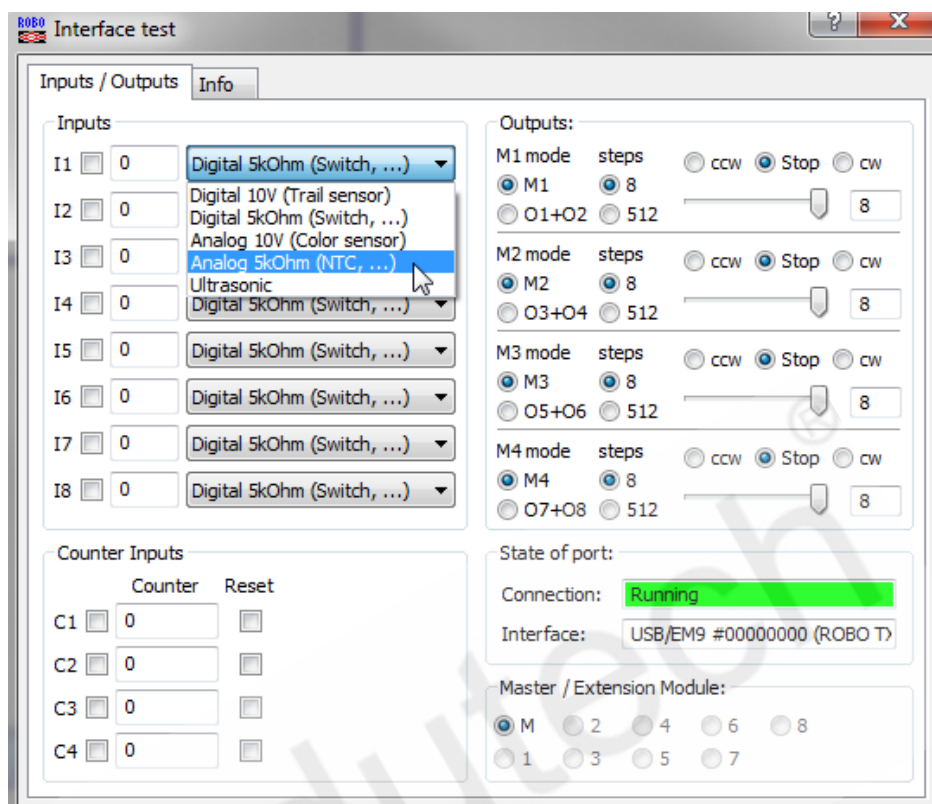 ROBO Interface test
Inputs / Outputs Info
Inputs
I1 0 Digital 5kOhm (Switch, ...)
Digital 10V (Trail sensor)
Digital 5kOhm (Switch, ...)
Analog 10V (Color sensor)
Analog 5kOhm (NTC, ...)
Ultrasonic
I2 0
I3 0
I4 0 Digital 5kOhm (Switch, ...)
I5 0 Digital 5kOhm (Switch, ...)
I6 0 Digital 5kOhm (Switch, ...)
I7 0 Digital 5kOhm (Switch, ...)
I8 0 Digital 5kOhm (Switch, ...)
Outputs:
M1 mode steps ccw Stop cw
M1 8
O1+O2 512 8
M2 mode steps ccw Stop cw
M2 8
O3+O4 512 8
M3 mode steps ccw Stop cw
M3 8
O5+O6 512 8
M4 mode steps ccw Stop cw
M4 8
O7+O8 512 8
Counter Inputs
Counter Reset
C1 0
C2 0
C3 0
C4 0
State of port:
Connection: Running
Interface: USB/EM9 #00000000 (ROBO TX
Master / Extension Module:
M 2 4 6 8
1 3 5 7
dutech
®